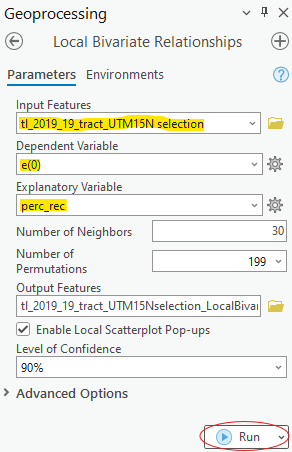 Geoprocessing
Local Bivariate Relationships
Parameters Environments
Input Features
tl_2019_19_tract_UTM15N selection
Dependent Variable
e(0)
Explanatory Variable
perc_rec
Number of Neighbors 30
Number of
Permutations 199
Output Features
tl_2019_19_tract_UTM15Nselection_LocalBivar
Enable Local Scatterplot Pop-ups
Level of Confidence
90%
Advanced Options
Run